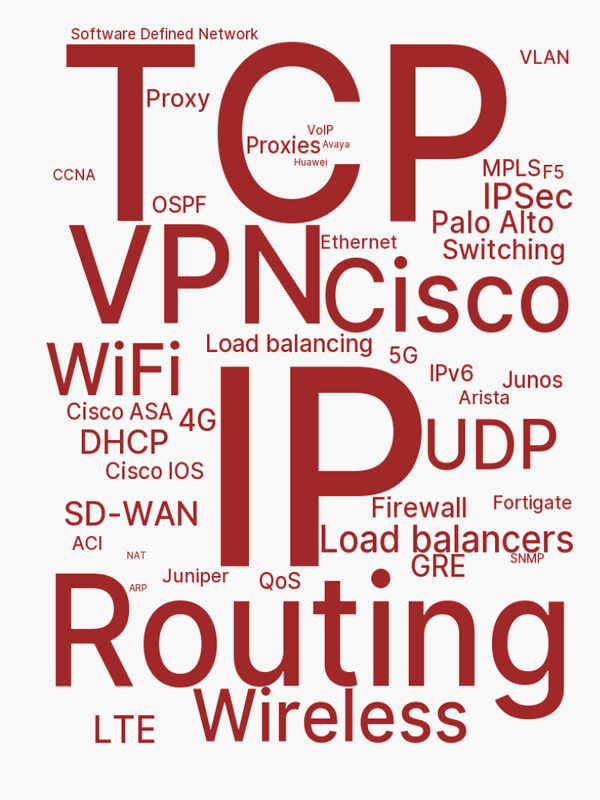 Software Defined Network
TCP
VLAN
Proxy
VoIP
Proxies
Avaya
Huawei
CCNA
MPLS
F5
OSPF
IPSec
Palo Alto
VPN
Ethernet
Switching
Cisco
Load balancing
WiFi
5G
IPv6
Junos
Arista
IP
Cisco ASA
4G
DHCP
UDP
Cisco IOS
SD-WAN
Firewall
Fortigate
ACI
Load balancers
NAT
GRE
SNMP
Juniper
QoS
ARP
Routing
Wireless
LTE